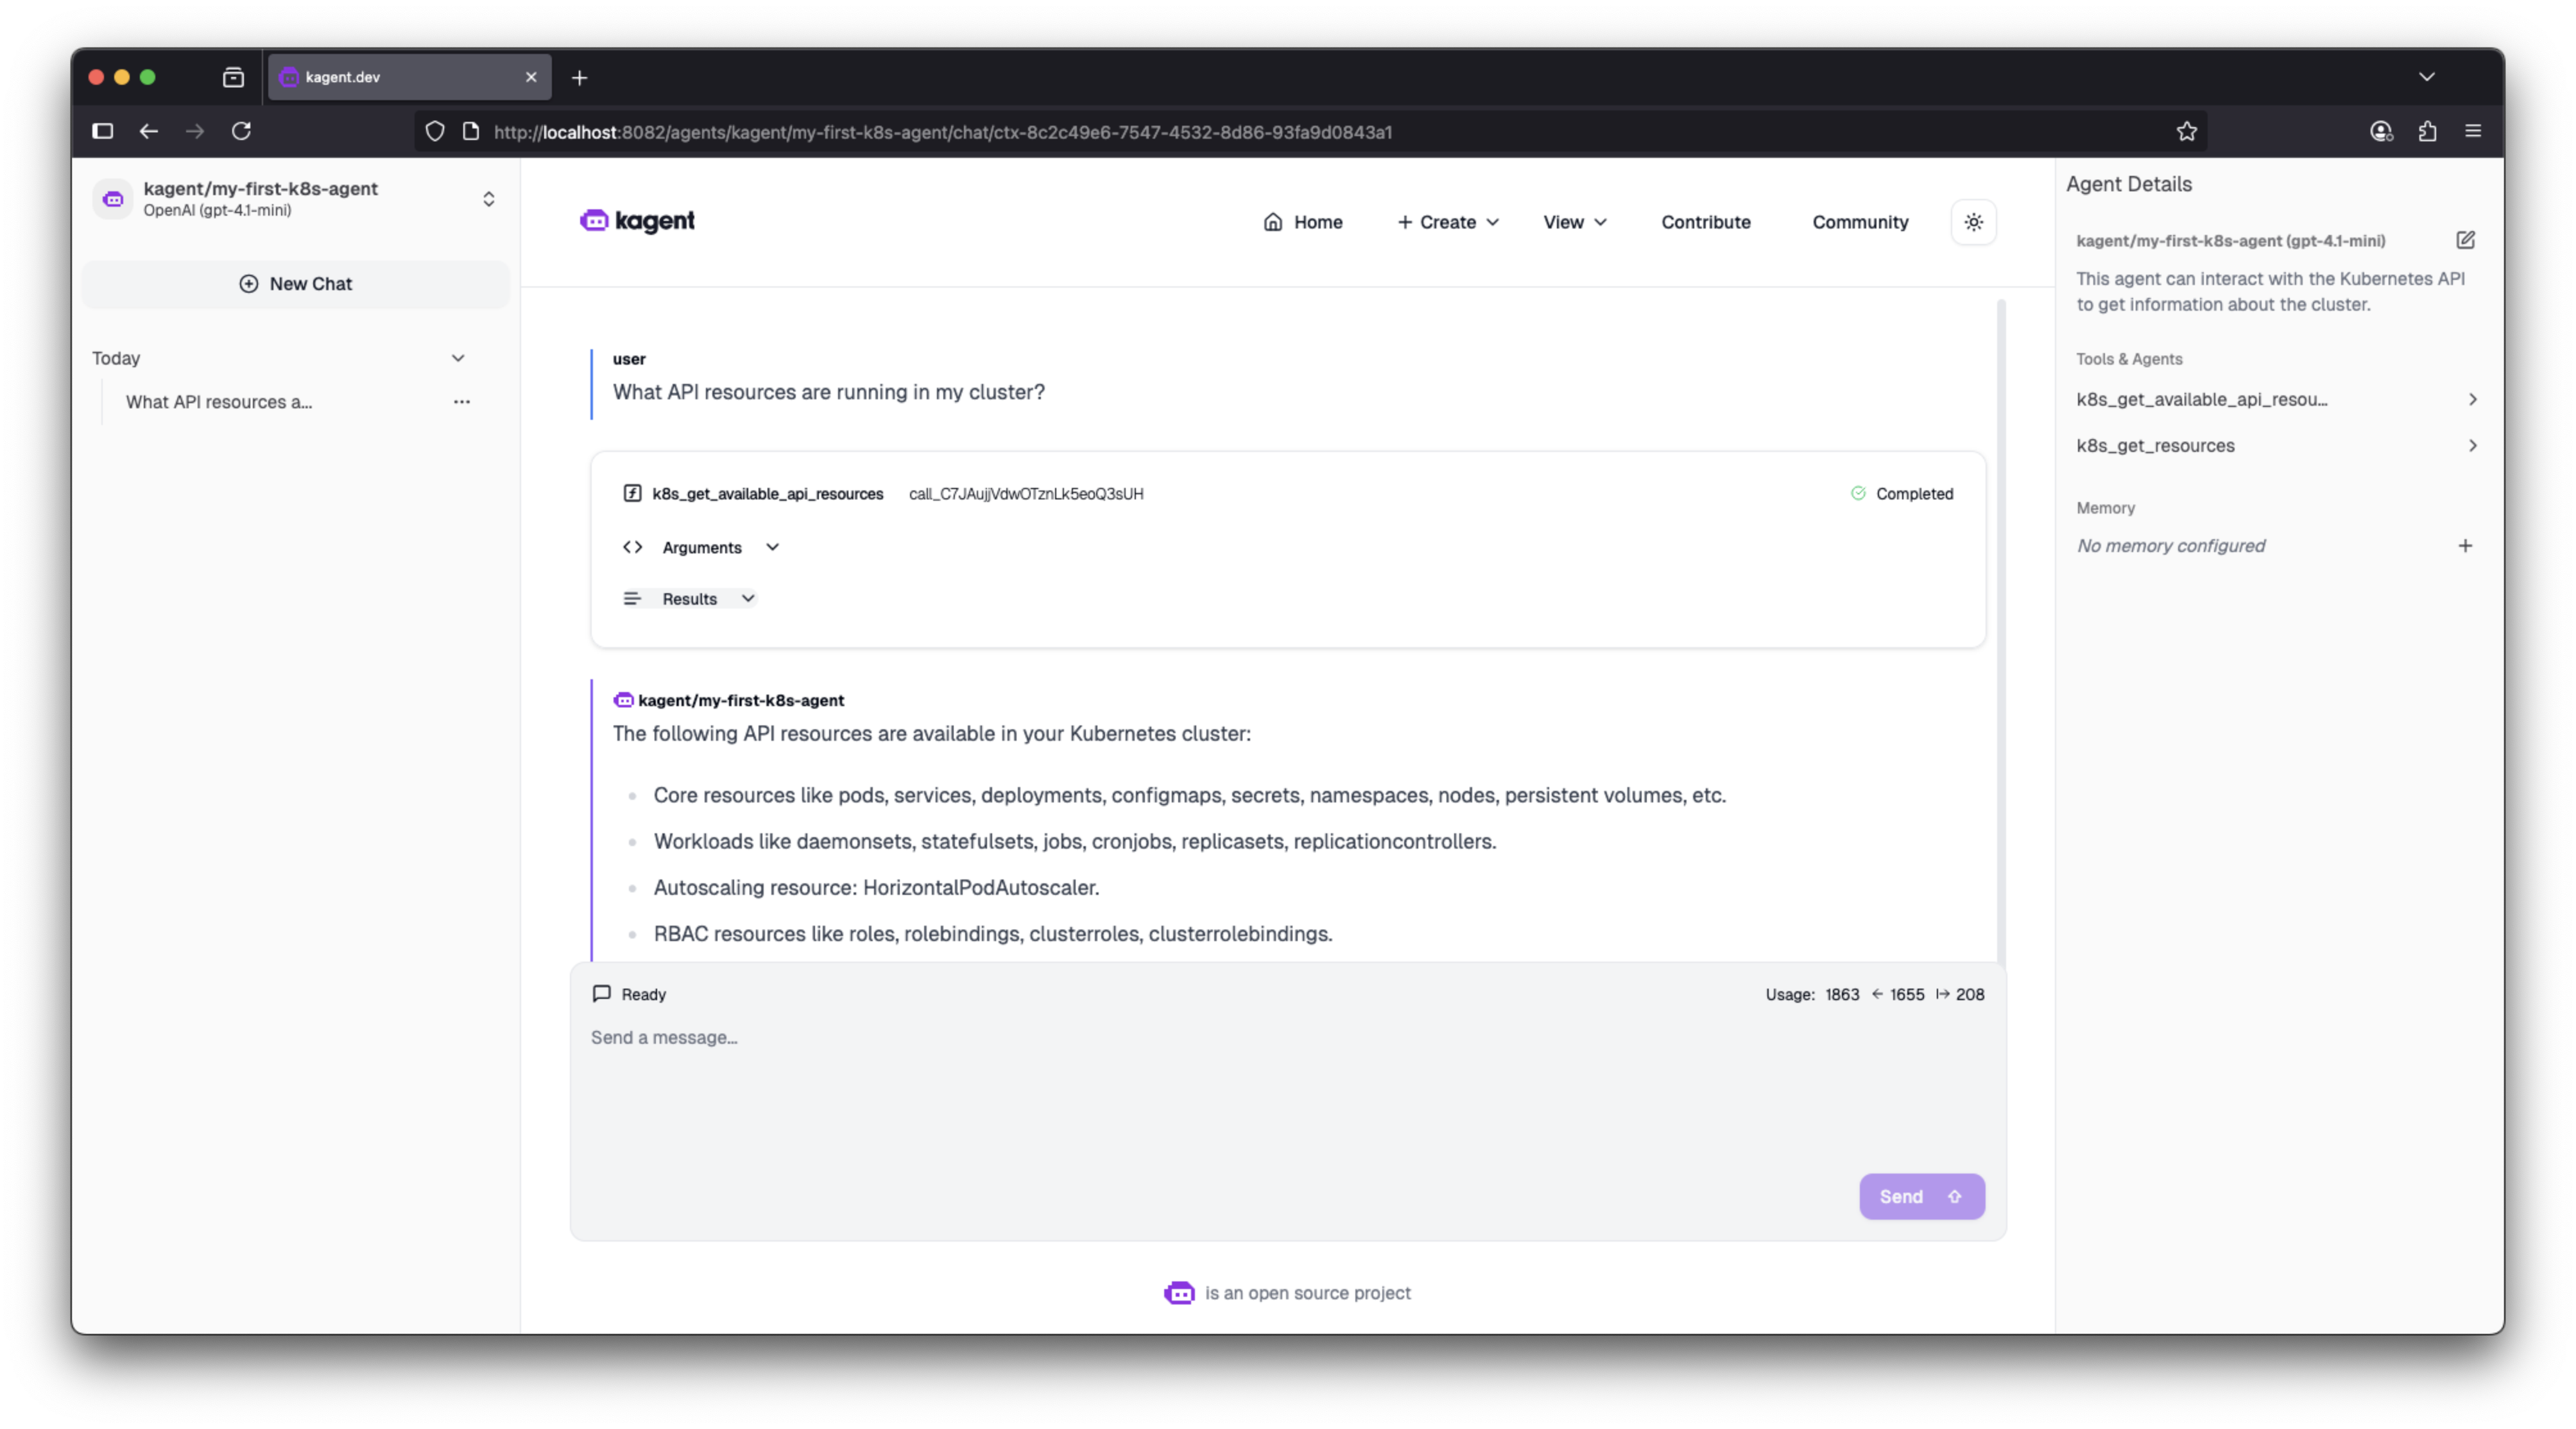 kagent.dev
http://localhost:8082/agents/kagent/my-first-k8s-agent/chat/ctx-8c2c49e6-7547-4532-8d86-93fa9d0843a1
kagent/my-first-k8s-agent
OpenAI (gpt-4.1-mini)
New Chat
Today
What API resources a...
kagent
Home
Create
View
Contribute
Community
user
What API resources are running in my cluster?
k8s_get_available_api_resources call_C7JAujjVdwOTznLk5eoQ3sUH Completed
Arguments
Results
kagent/my-first-k8s-agent
The following API resources are available in your Kubernetes cluster:
Core resources like pods, services, deployments, configmaps, secrets, namespaces, nodes, persistent volumes, etc.
Workloads like daemonsets, statefulsets, jobs, cronjobs, replicasets, replicationcontrollers.
Autoscaling resource: HorizontalPodAutoscaler.
RBAC resources like roles, rolebindings, clusterroles, clusterrolebindings.
Ready
Usage: 1863 1655 208
Send a message...
Send
is an open source project
Agent Details
kagent/my-first-k8s-agent (gpt-4.1-mini)
This agent can interact with the Kubernetes API
to get information about the cluster.
Tools & Agents
k8s_get_available_api_resou...
k8s_get_resources
Memory
No memory configured